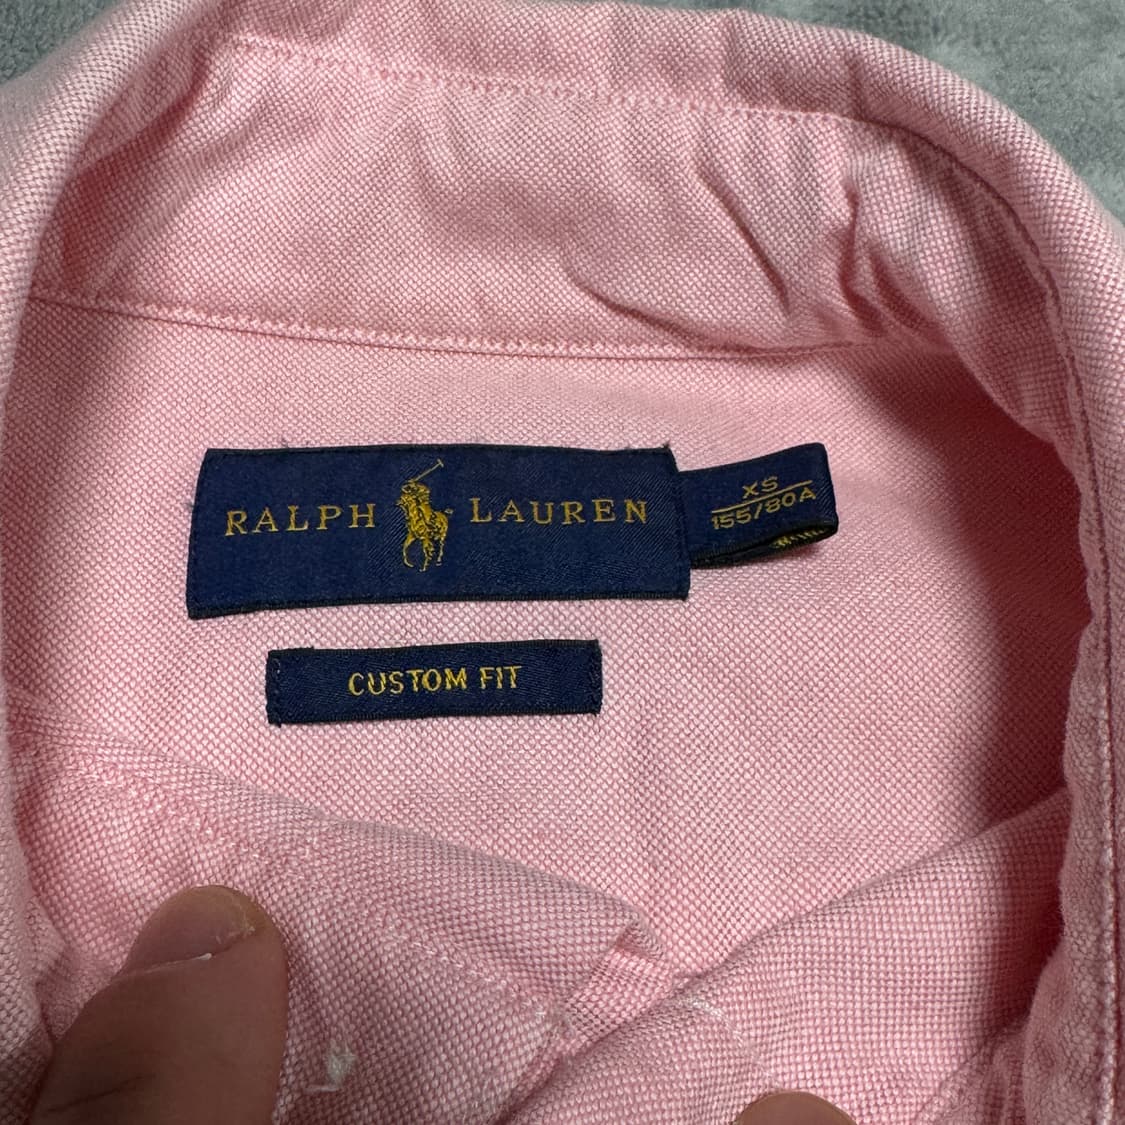 RALPH LAUREN
XS
155/80A
CUSTOM FIT